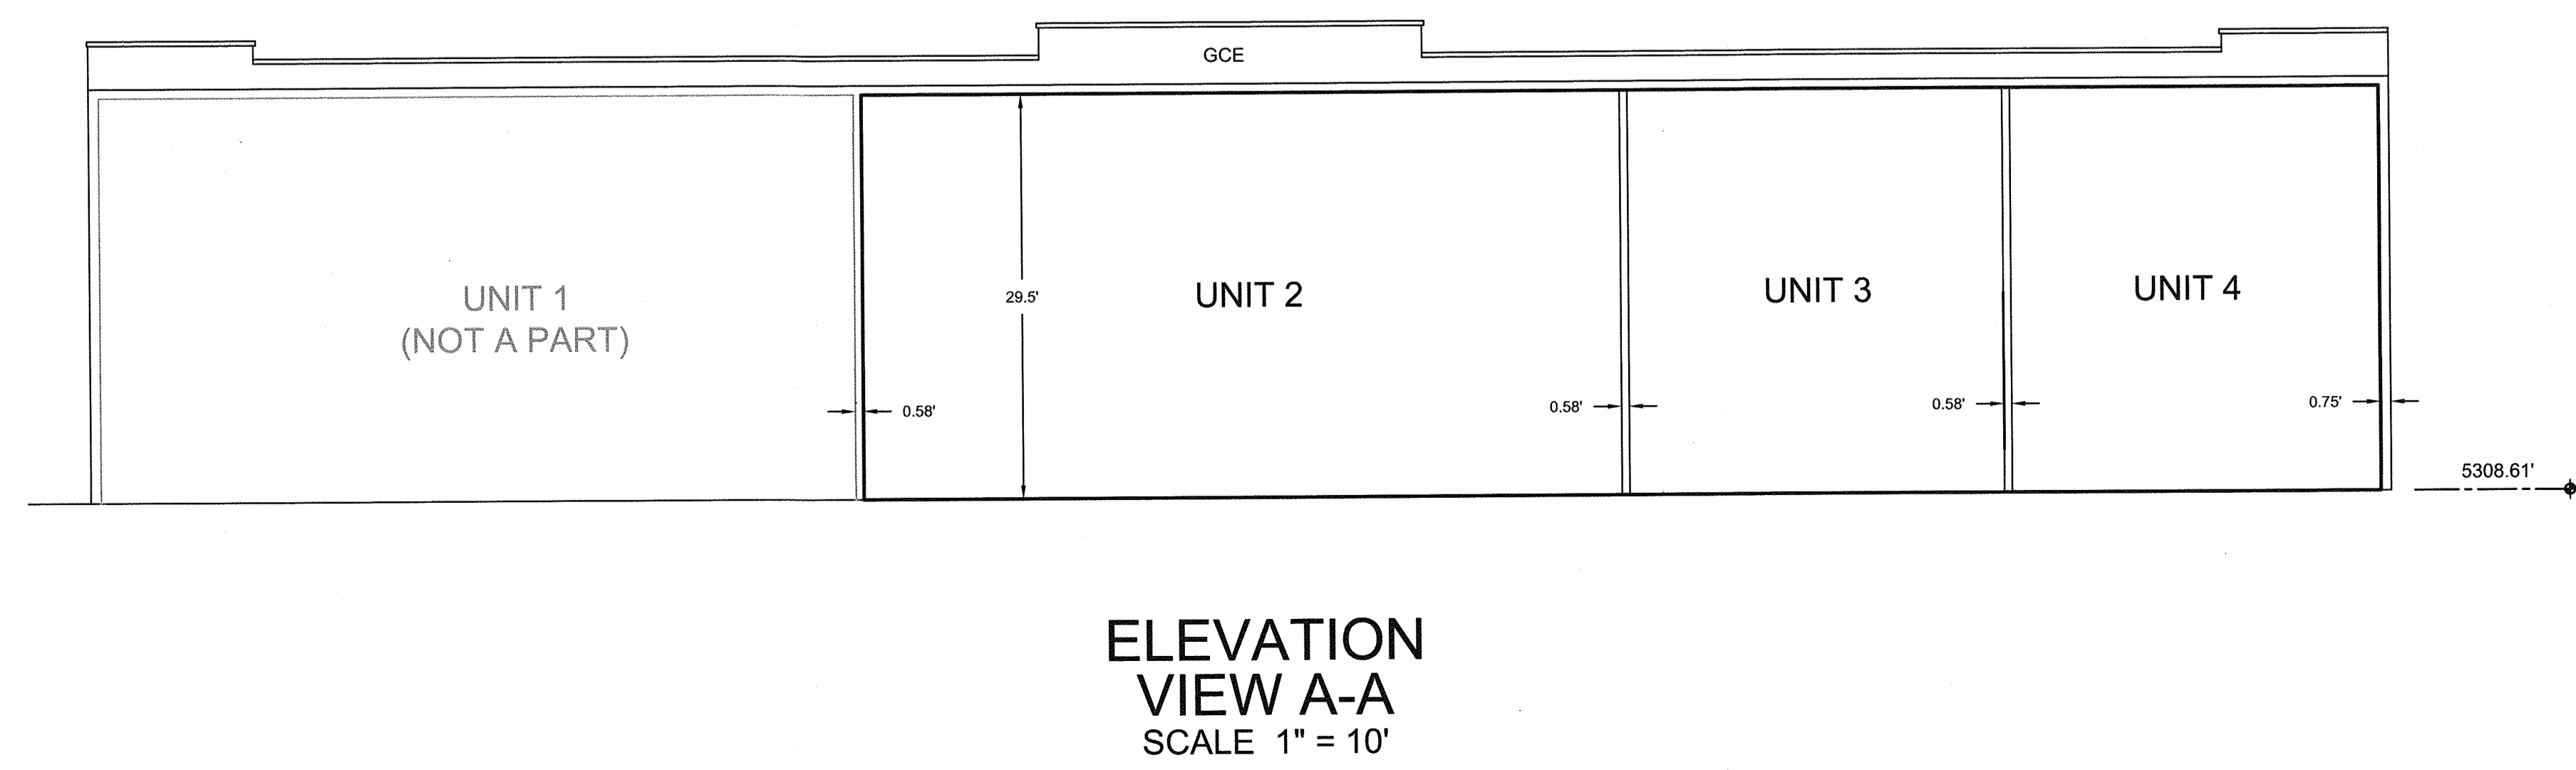 GCE
UNIT 1
(NOT A PART)
29.5'
UNIT 2
UNIT 3
UNIT 4
0.58'
0.58'
0.58'
0.75'
5308.61'
ELEVATION
VIEW A-A
SCALE 1" = 10'